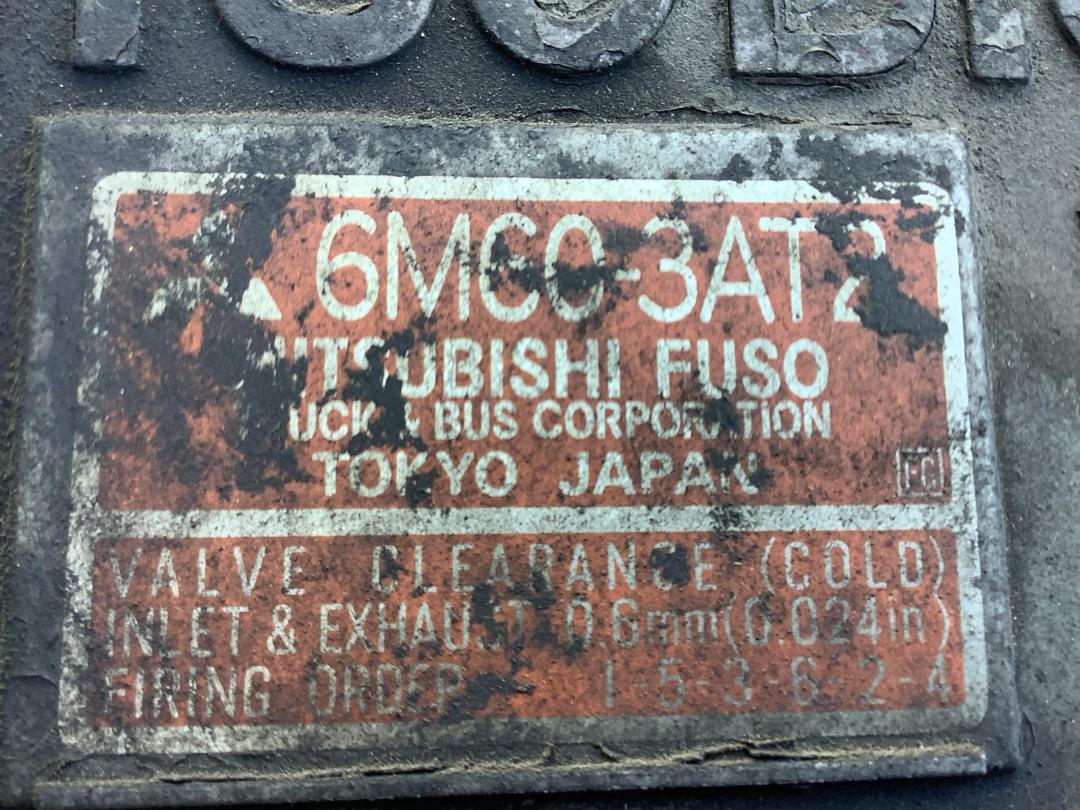 6M60-3AT2
MITSUBISHI FUSO
TRUCK & BUS CORPORATION
TOKYO JAPAN
FC
VALVE CLEARANCE (COLD)
INLET & EXHAUST 0.6mm(0.024in)
FIRING ORDER 1-5-3-6-2-4